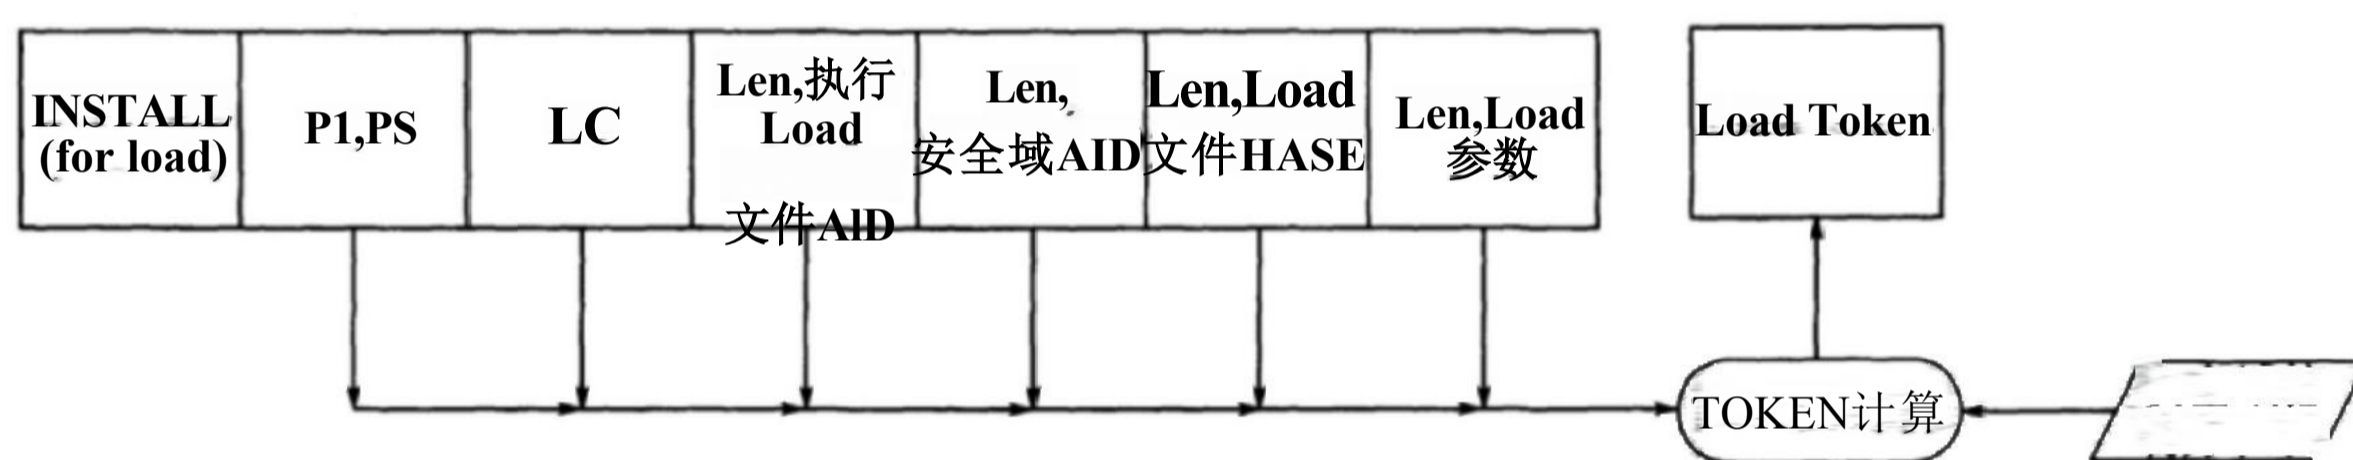 INSTALL
(for load)
P1,PS
LC
Len,执行
Load
文件AID
Len,
安全域AID
Len,Load
文件HASE
Len,Load
参数
Load Token
TOKEN计算